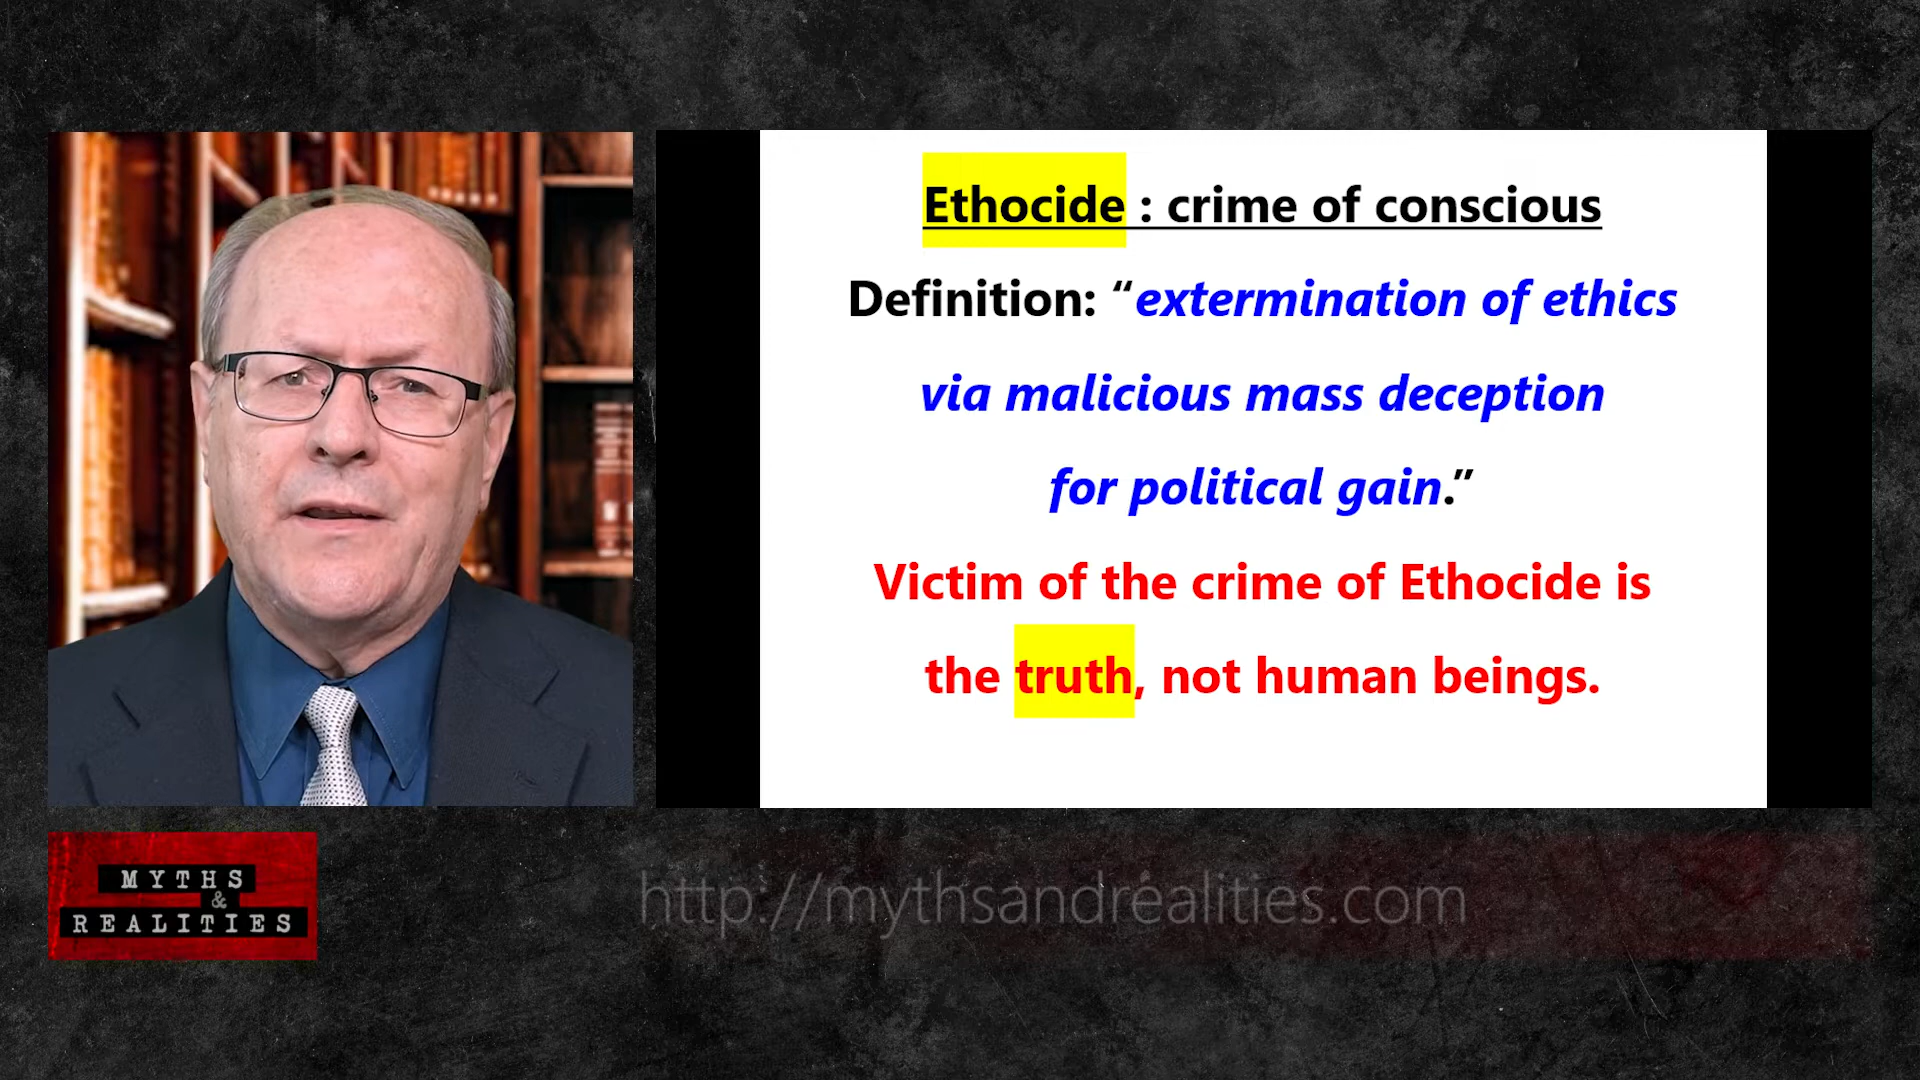 Ethocide : crime of conscious
Definition: “extermination of ethics
via malicious mass deception
for political gain.”
Victim of the crime of Ethocide is
the truth, not human beings.
MYTHS
&
REALITIES
http://mythsandrealities.com